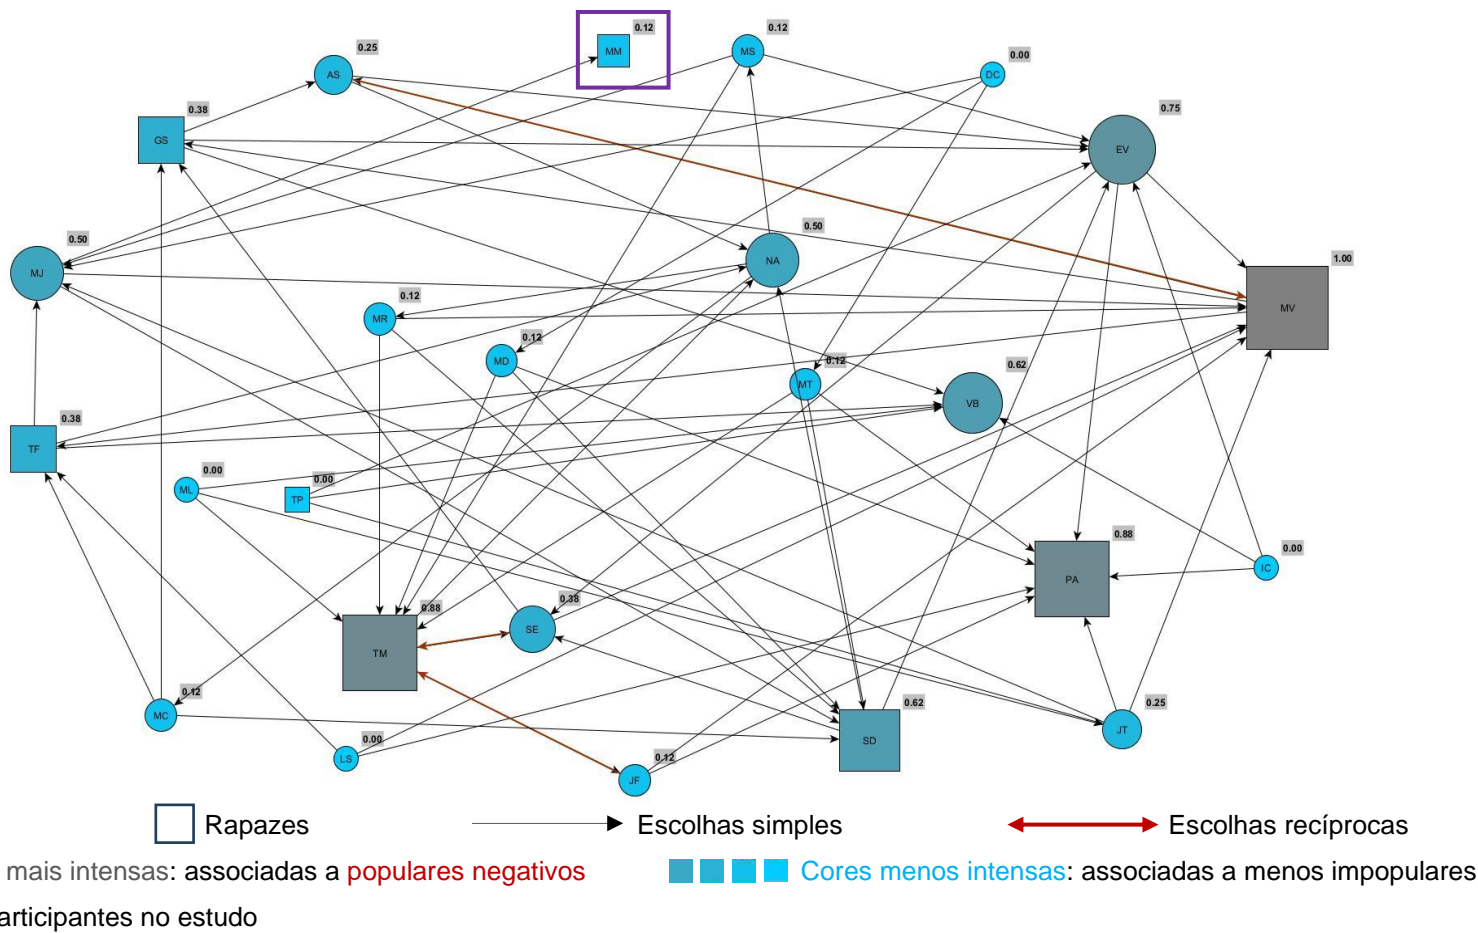 0.12
MM
0.12
MS
0.00
DC
0.25
AS
0.38
GS
0.75
EV
0.50
MJ
0.50
NA
1.00
MV
0.12
MR
0.12
MD
0.12
MT
0.62
VB
0.38
TF
0.00
ML
0.00
TP
0.88
PA
0.00
IC
0.88
TM
0.38
SE
0.12
MC
0.00
LS
0.12
JF
0.62
SD
0.25
JT
Rapazes
Escolhas simples
Escolhas recíprocas
mais intensas: associadas a populares negativos
Cores menos intensas: associadas a menos impopulares
articipantes no estudo